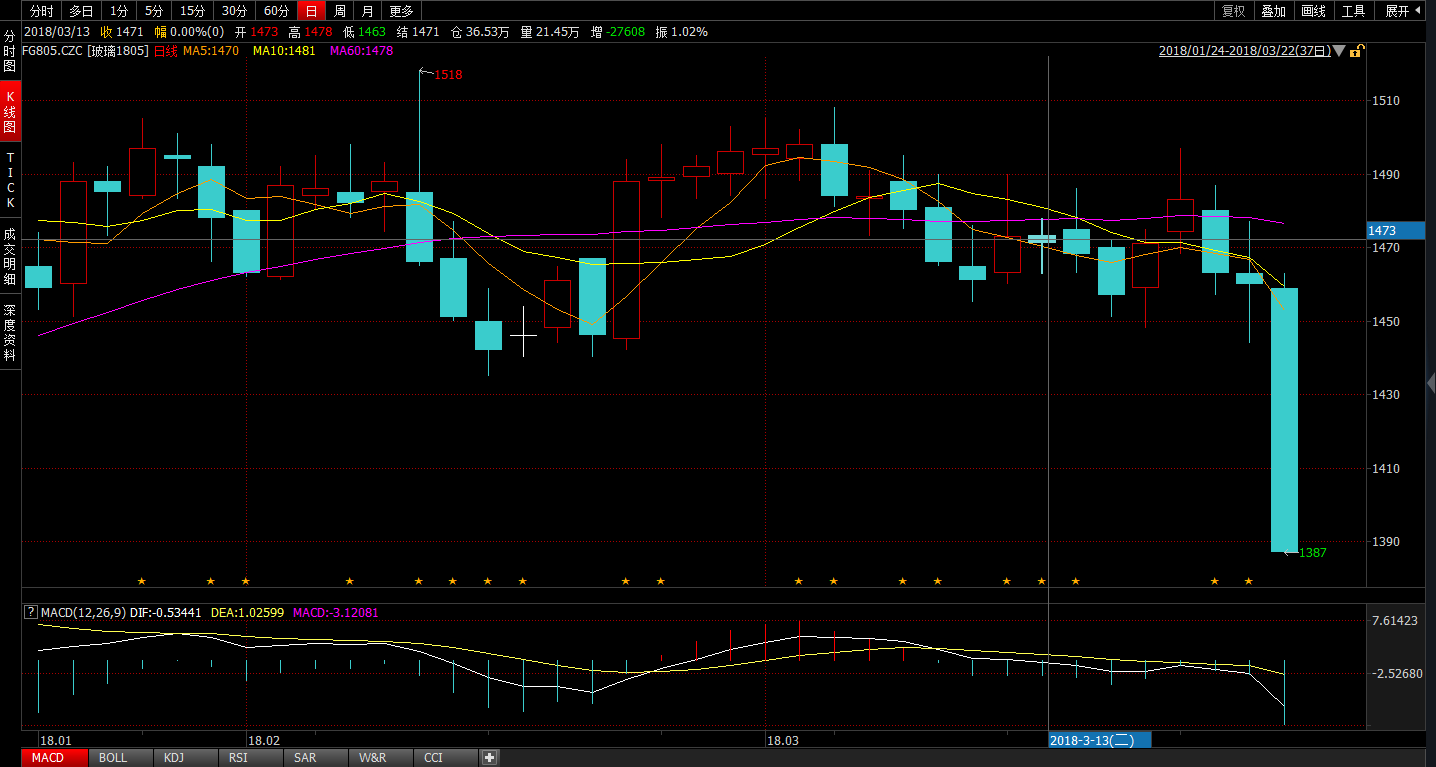 分时 多日 1分 5分 15分 30分 60分 日 周 月 更多 复权 叠加 画线 工具 展开
2018/03/13 收 1471 幅 0.00%(0) 开 1473 高 1478 低 1463 结 1471 仓 36.53万 量 21.45万 增 -27608 振 1.02%
FG805.CZC [玻璃1805] 日线 MA5:1470 MA10:1481 MA60:1478 2018/01/24-2018/03/22(37日)
分时图
K线图
TICK
成交明细
深度资料
1518
1510
1490
1473
1470
1450
1430
1410
1390
1387
? MACD(12,26,9) DIF:-0.53441 DEA:1.02599 MACD:-3.12081
7.61423
-2.52680
18.01 18.02 18.03 2018-3-13(二)
MACD BOLL KDJ RSI SAR W&R CCI